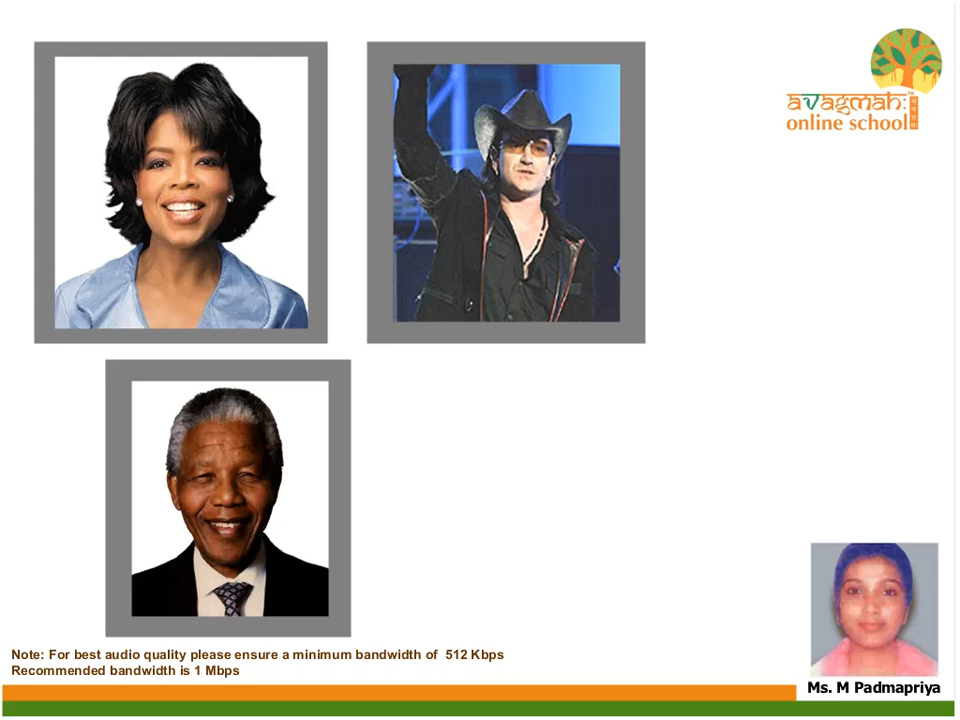 avagmah:
online school
Note: For best audio quality please ensure a minimum bandwidth of 512 Kbps
Recommended bandwidth is 1 Mbps
Ms. M Padmapriya